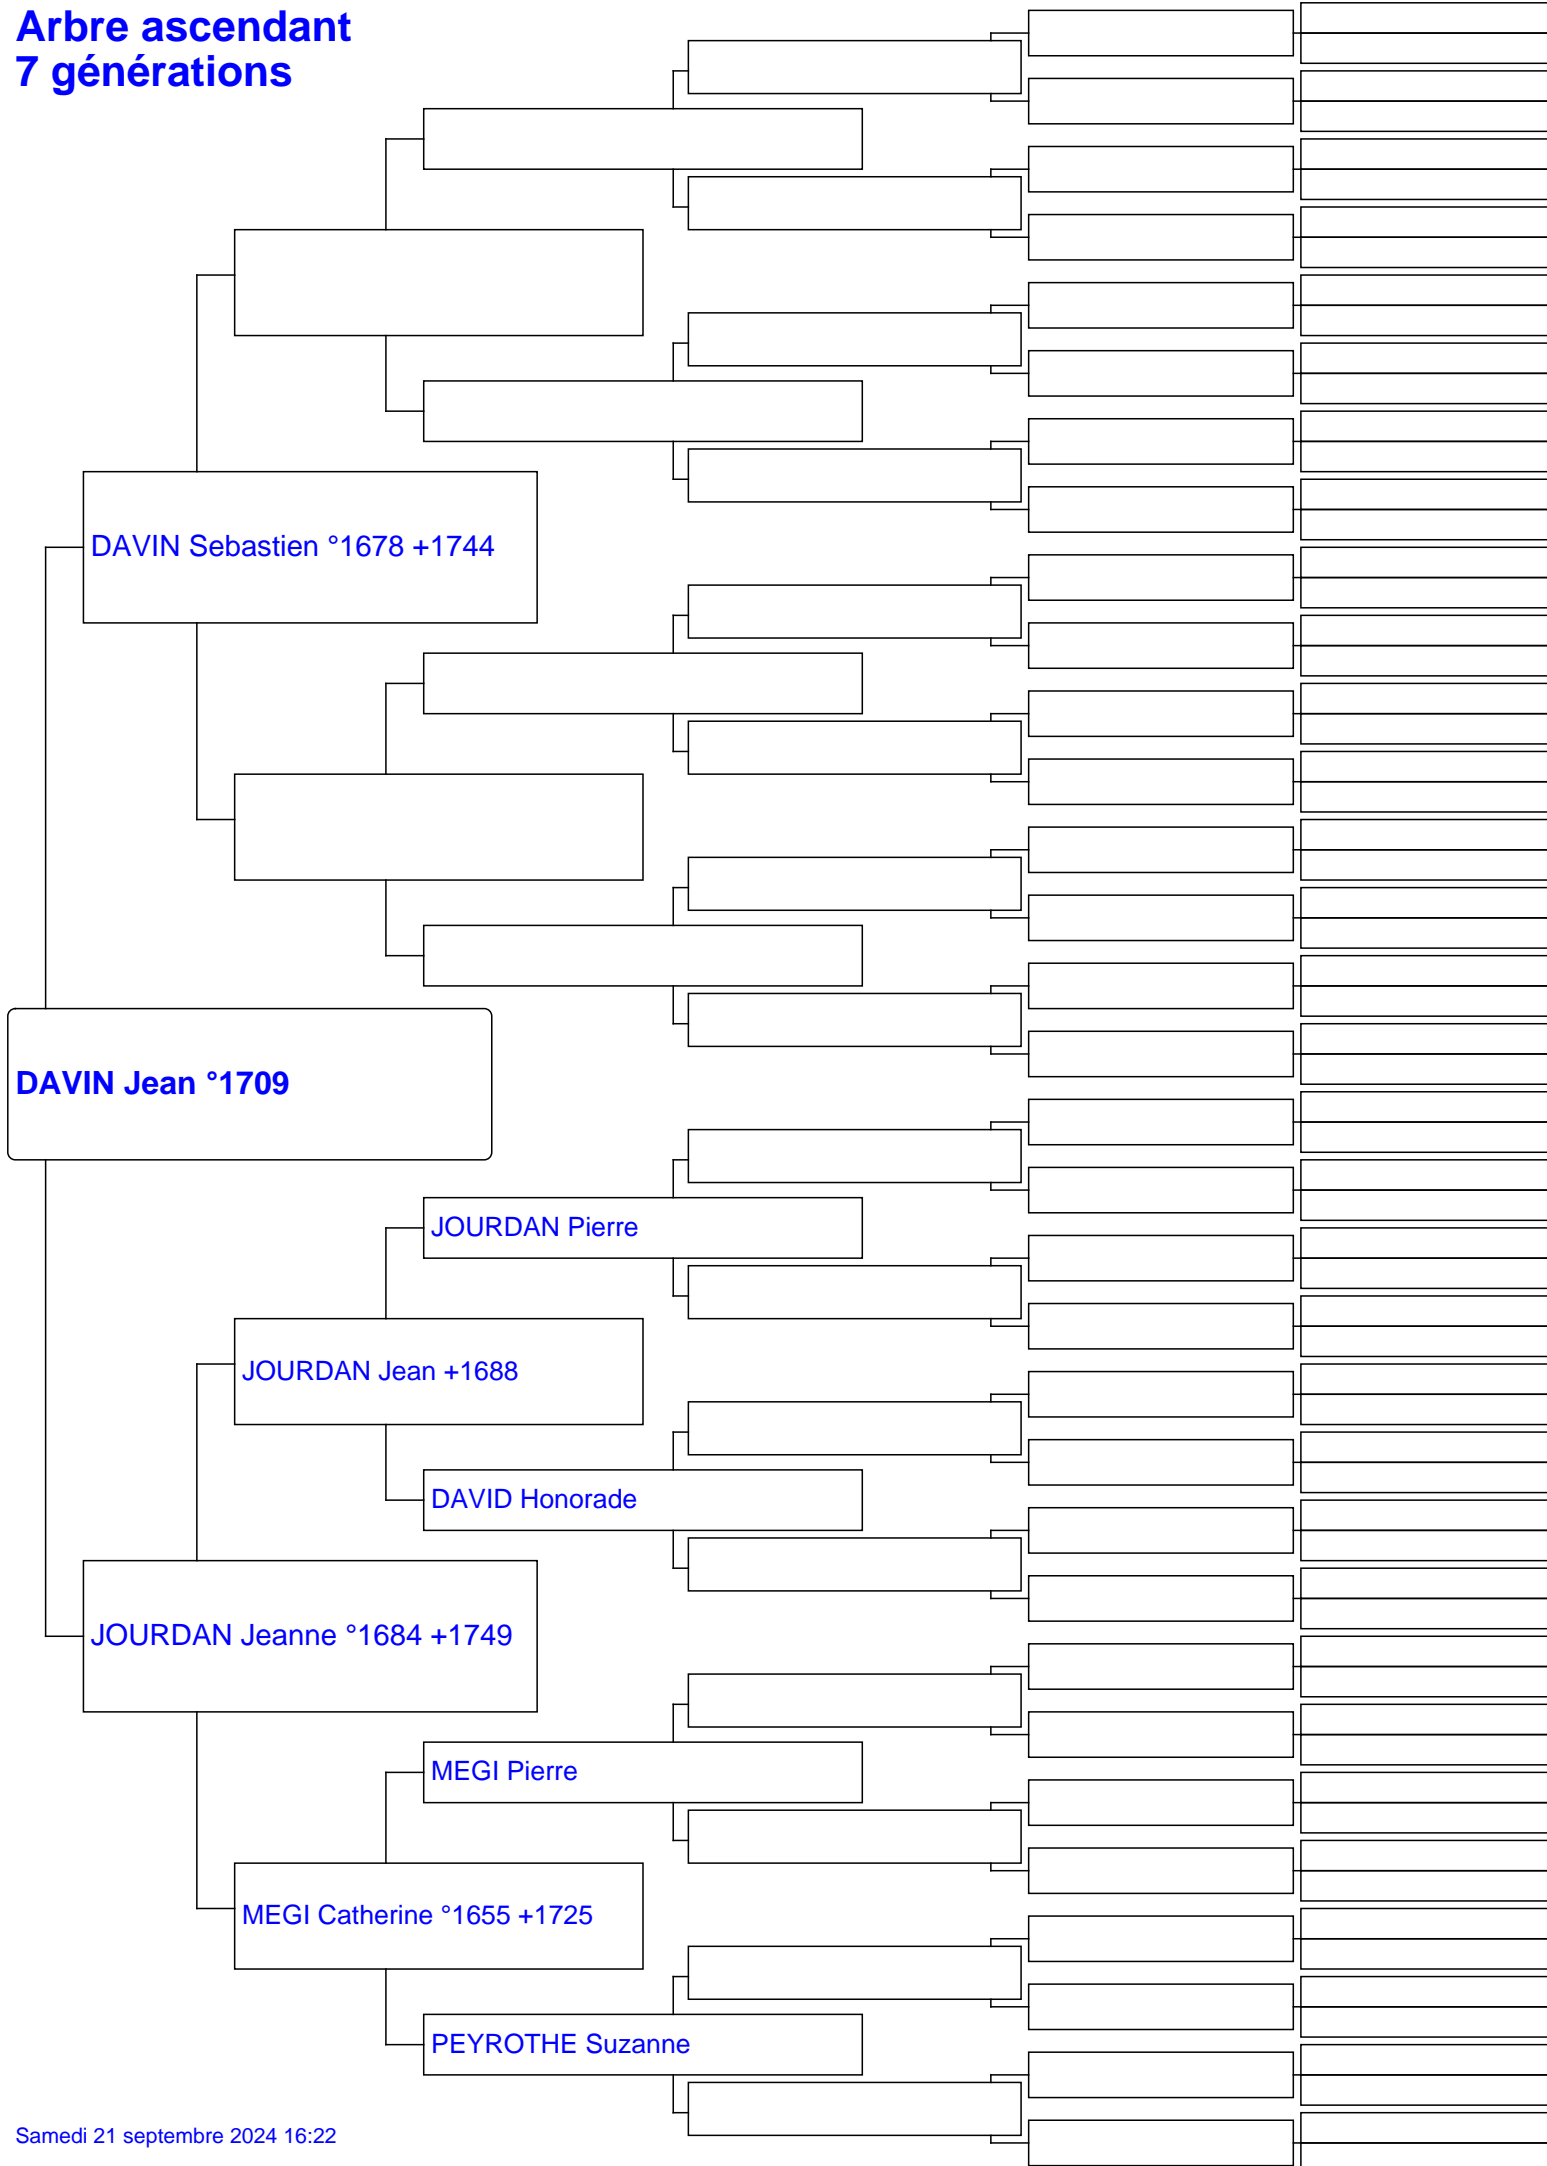 Arbre ascendant
7 générations
DAVIN Sebastien °1678 +1744
DAVIN Jean °1709
JOURDAN Pierre
JOURDAN Jean +1688
DAVID Honorade
JOURDAN Jeanne °1684 +1749
MEGI Pierre
MEGI Catherine °1655 +1725
PEYROTHE Suzanne
Samedi 21 septembre 2024 16:22